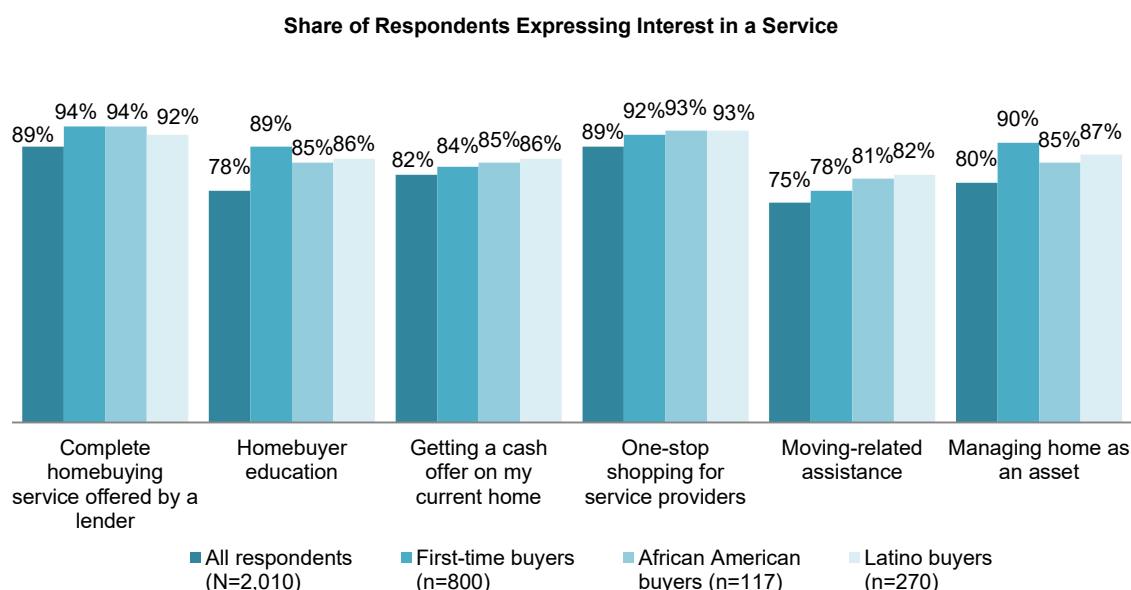 Share of Respondents Expressing Interest in a Service
89%
94%
94%
92%
78%
89%
85%
86%
82%
84%
85%
86%
89%
92%
93%
93%
75%
78%
81%
82%
80%
90%
85%
87%
Complete
homebuying
service offered by a
lender
Homebuyer
education
Getting a cash
offer on my
current home
One-stop
shopping for
service providers
Moving-related
assistance
Managing home as
an asset
All respondents
(N=2,010)
First-time buyers
(n=800)
African American
buyers (n=117)
Latino buyers
(n=270)